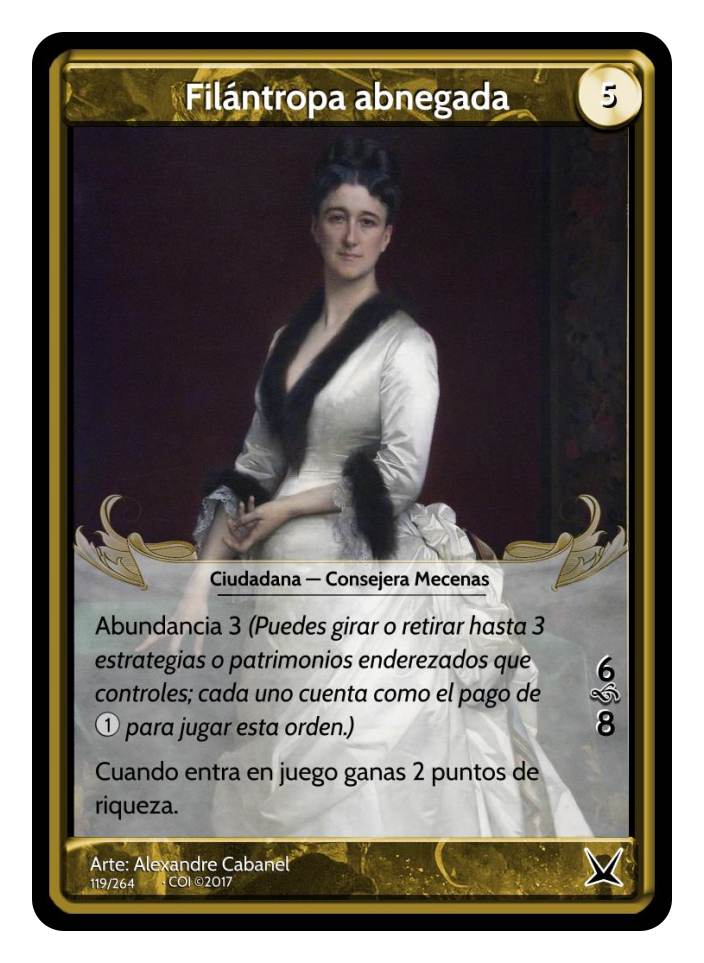 Filántropa abnegada
5
Ciudadana — Consejera Mecenas
Abundancia 3 (Puedes girar o retirar hasta 3
estrategias o patrimonios enderezados que
controles; cada uno cuenta como el pago de
1 para jugar esta orden.)
Cuando entra en juego ganas 2 puntos de
riqueza.
6
8
Arte: Alexandre Cabanel
119/264 · COI ©2017